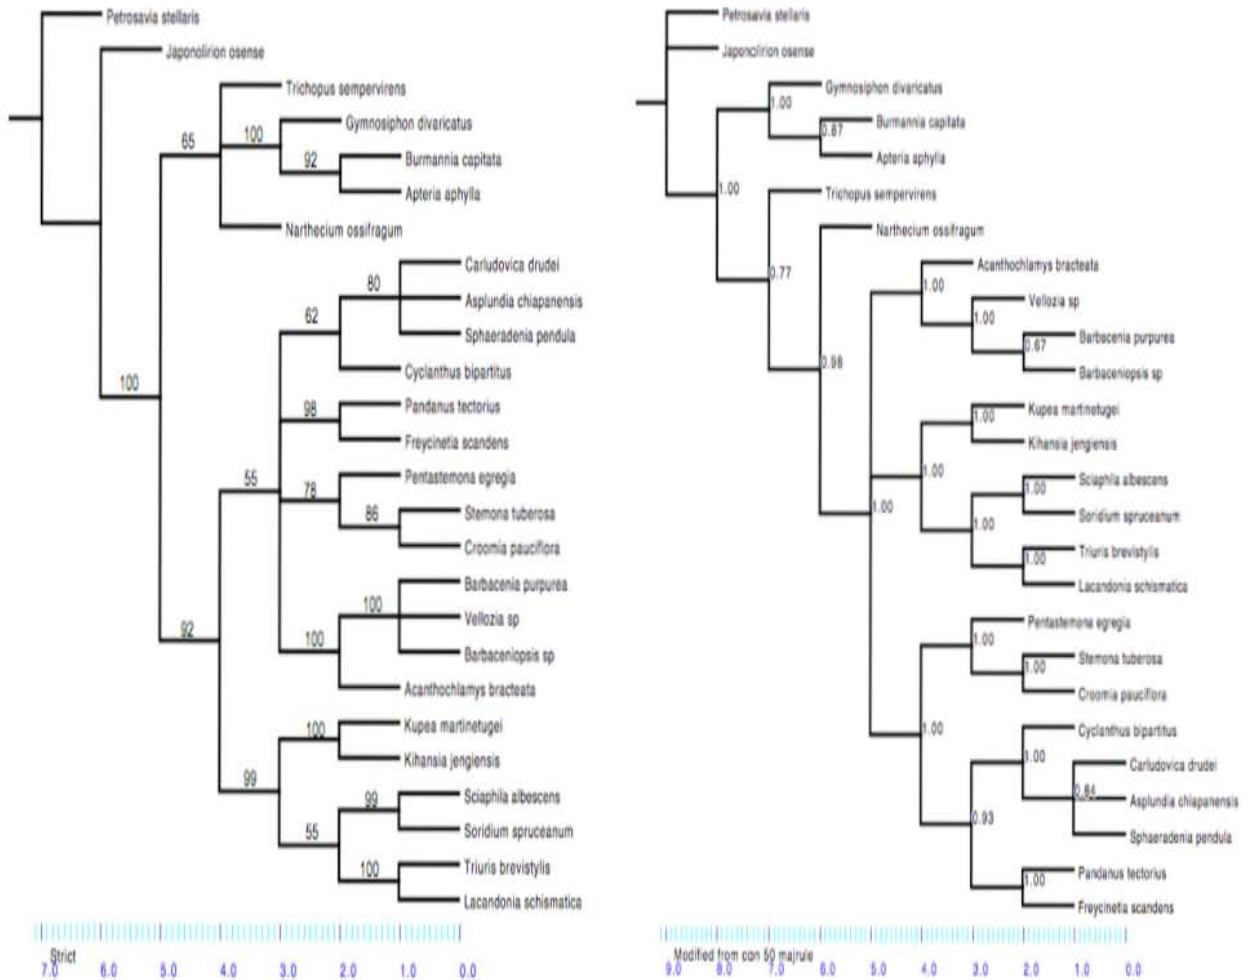 Petrosavia stellaris
Japonolirion osense
Trichopus sempervirens
65
100
Gymnosiphon divaricatus
92
Burmannia capitata
Apteria aphylla
Narthecium ossifragum
Carludovica drudei
80
Asplundia chiapanensis
62
Sphaeradenia pendula
Cyclanthus bipartitus
100
98
Pandanus tectorius
Freycinetia scandens
55
78
Pentastemona egregia
86
Stemona tuberosa
Croomia pauciflora
Barbacenia purpurea
100
Vellozia sp
92
100
Barbaceniopsis sp
Acanthochlamys bracteata
100
Kupea martinetugei
Kihansia jengiensis
99
99
Sciaphila albescens
55
Soridium spruceanum
100
Triuris brevistylis
Lacandonia schismatica
Strict
7.0 6.0 5.0 4.0 3.0 2.0 1.0 0.0
Petrosavia stellaris
Japonolirion osense
Gymnosiphon divaricatus
1.00
Burmannia capitata
0.87
Apteria aphylla
1.00
Trichopus sempervirens
Narthecium ossifragum
0.77
Acanthochlamys bracteata
1.00
Vellozia sp
1.00
Barbacenia purpurea
0.67
0.98
Barbaceniopsis sp
Kupea martinetugei
1.00
Kihansia jengiensis
1.00
Sciaphila albescens
1.00
1.00
Soridium spruceanum
1.00
Triuris brevistylis
1.00
Lacandonia schismatica
Pentastemona egregia
1.00
Stemona tuberosa
1.00
Croomia pauciflora
1.00
Cyclanthus bipartitus
1.00
Carludovica drudei
0.84
Asplundia chiapanensis
0.93
Sphaeradenia pendula
Pandanus tectorius
1.00
Freycinetia scandens
Modified from con 50 majrule
9.0 8.0 7.0 6.0 5.0 4.0 3.0 2.0 1.0 0.0